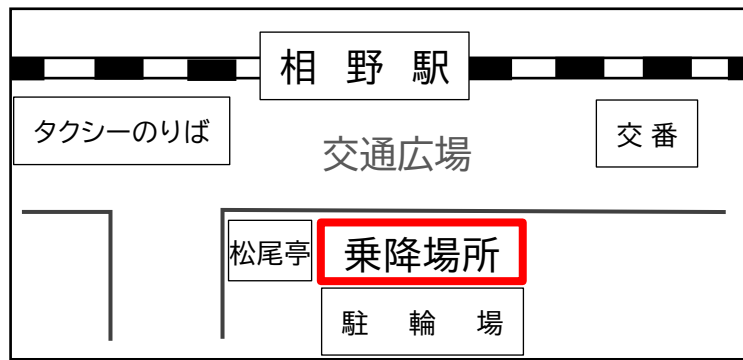 相野駅
タクシーのりば
交通広場
交番
松尾亭
乗降場所
駐輪場